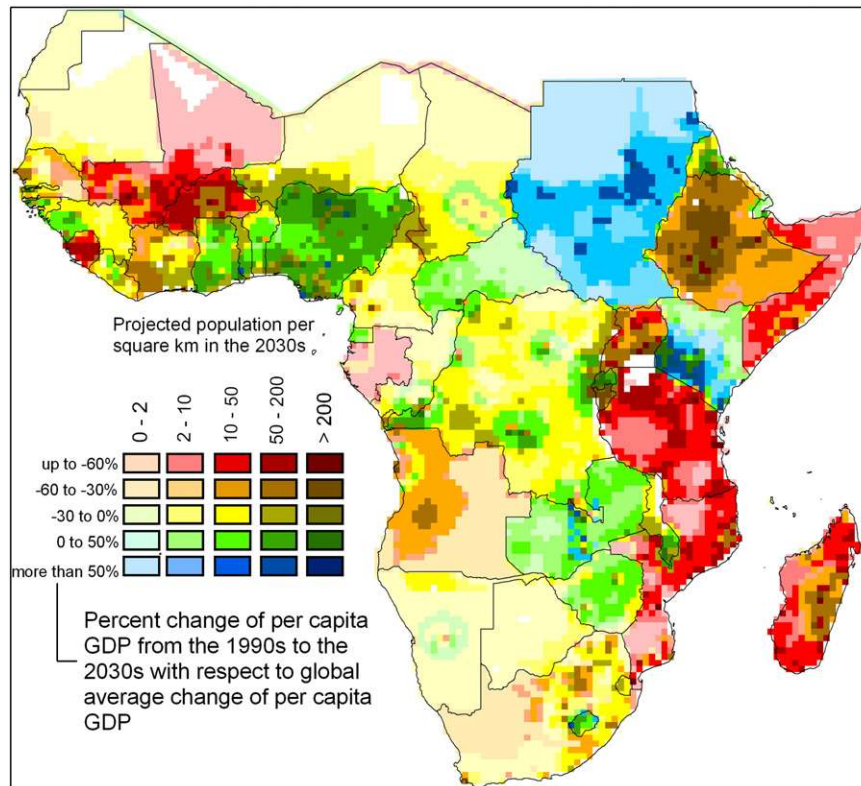 Projected population per
square km in the 2030s
0 - 2
2 - 10
10 - 50
50 - 200
> 200
up to -60%
-60 to -30%
-30 to 0%
0 to 50%
more than 50%
Percent change of per capita
GDP from the 1990s to the
2030s with respect to global
average change of per capita
GDP